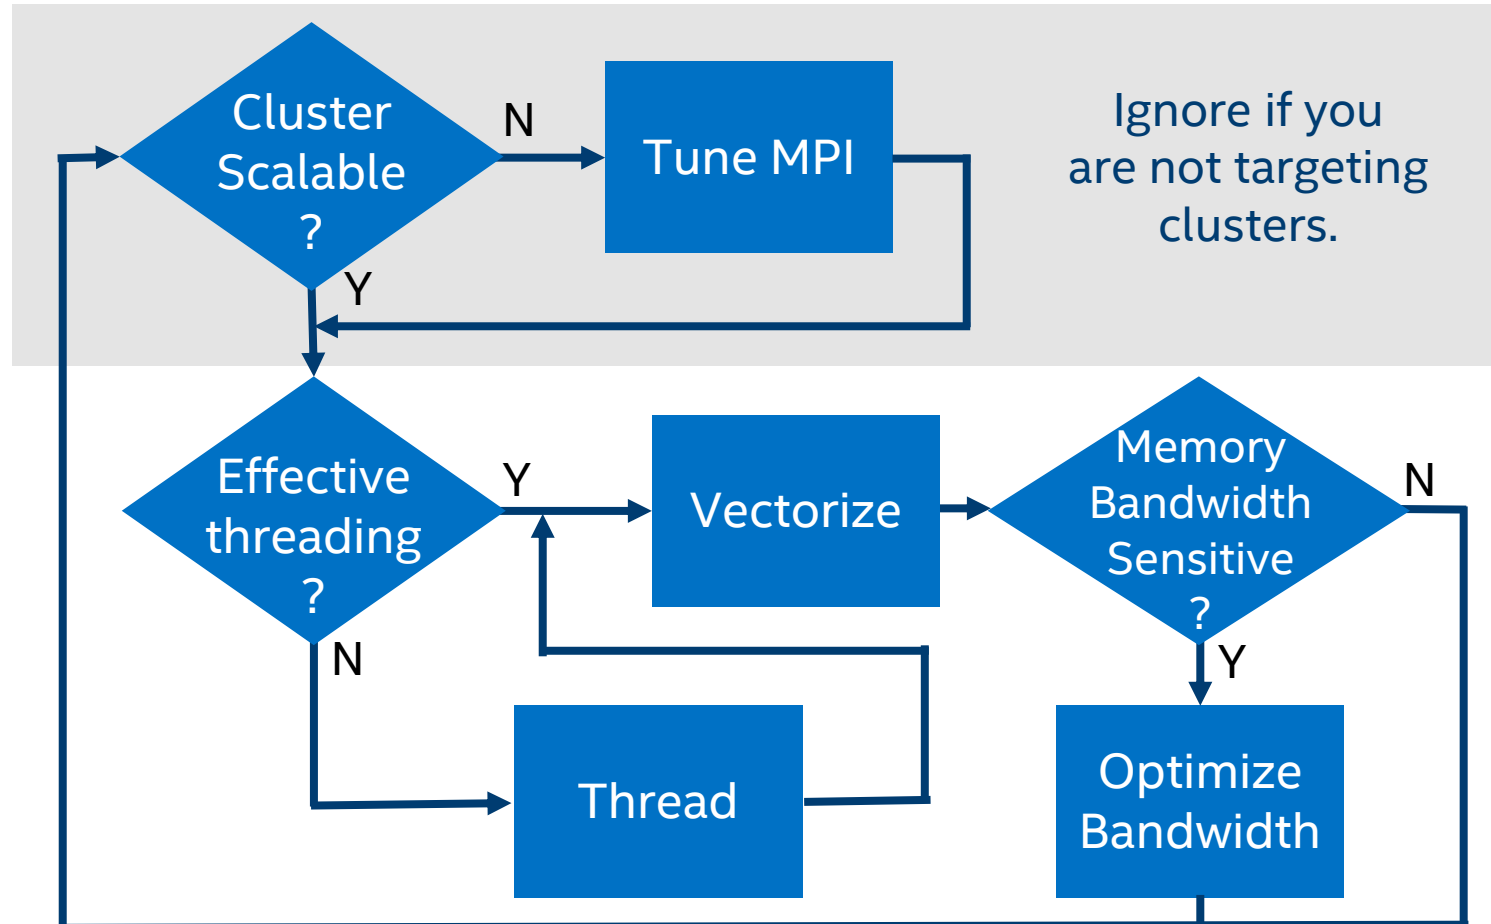 Cluster
Scalable
?
N
Tune MPI
Ignore if you
are not targeting
clusters.
Y
Effective
threading
?
Y
Vectorize
Memory
Bandwidth
Sensitive
?
N
N
Thread
Y
Optimize
Bandwidth